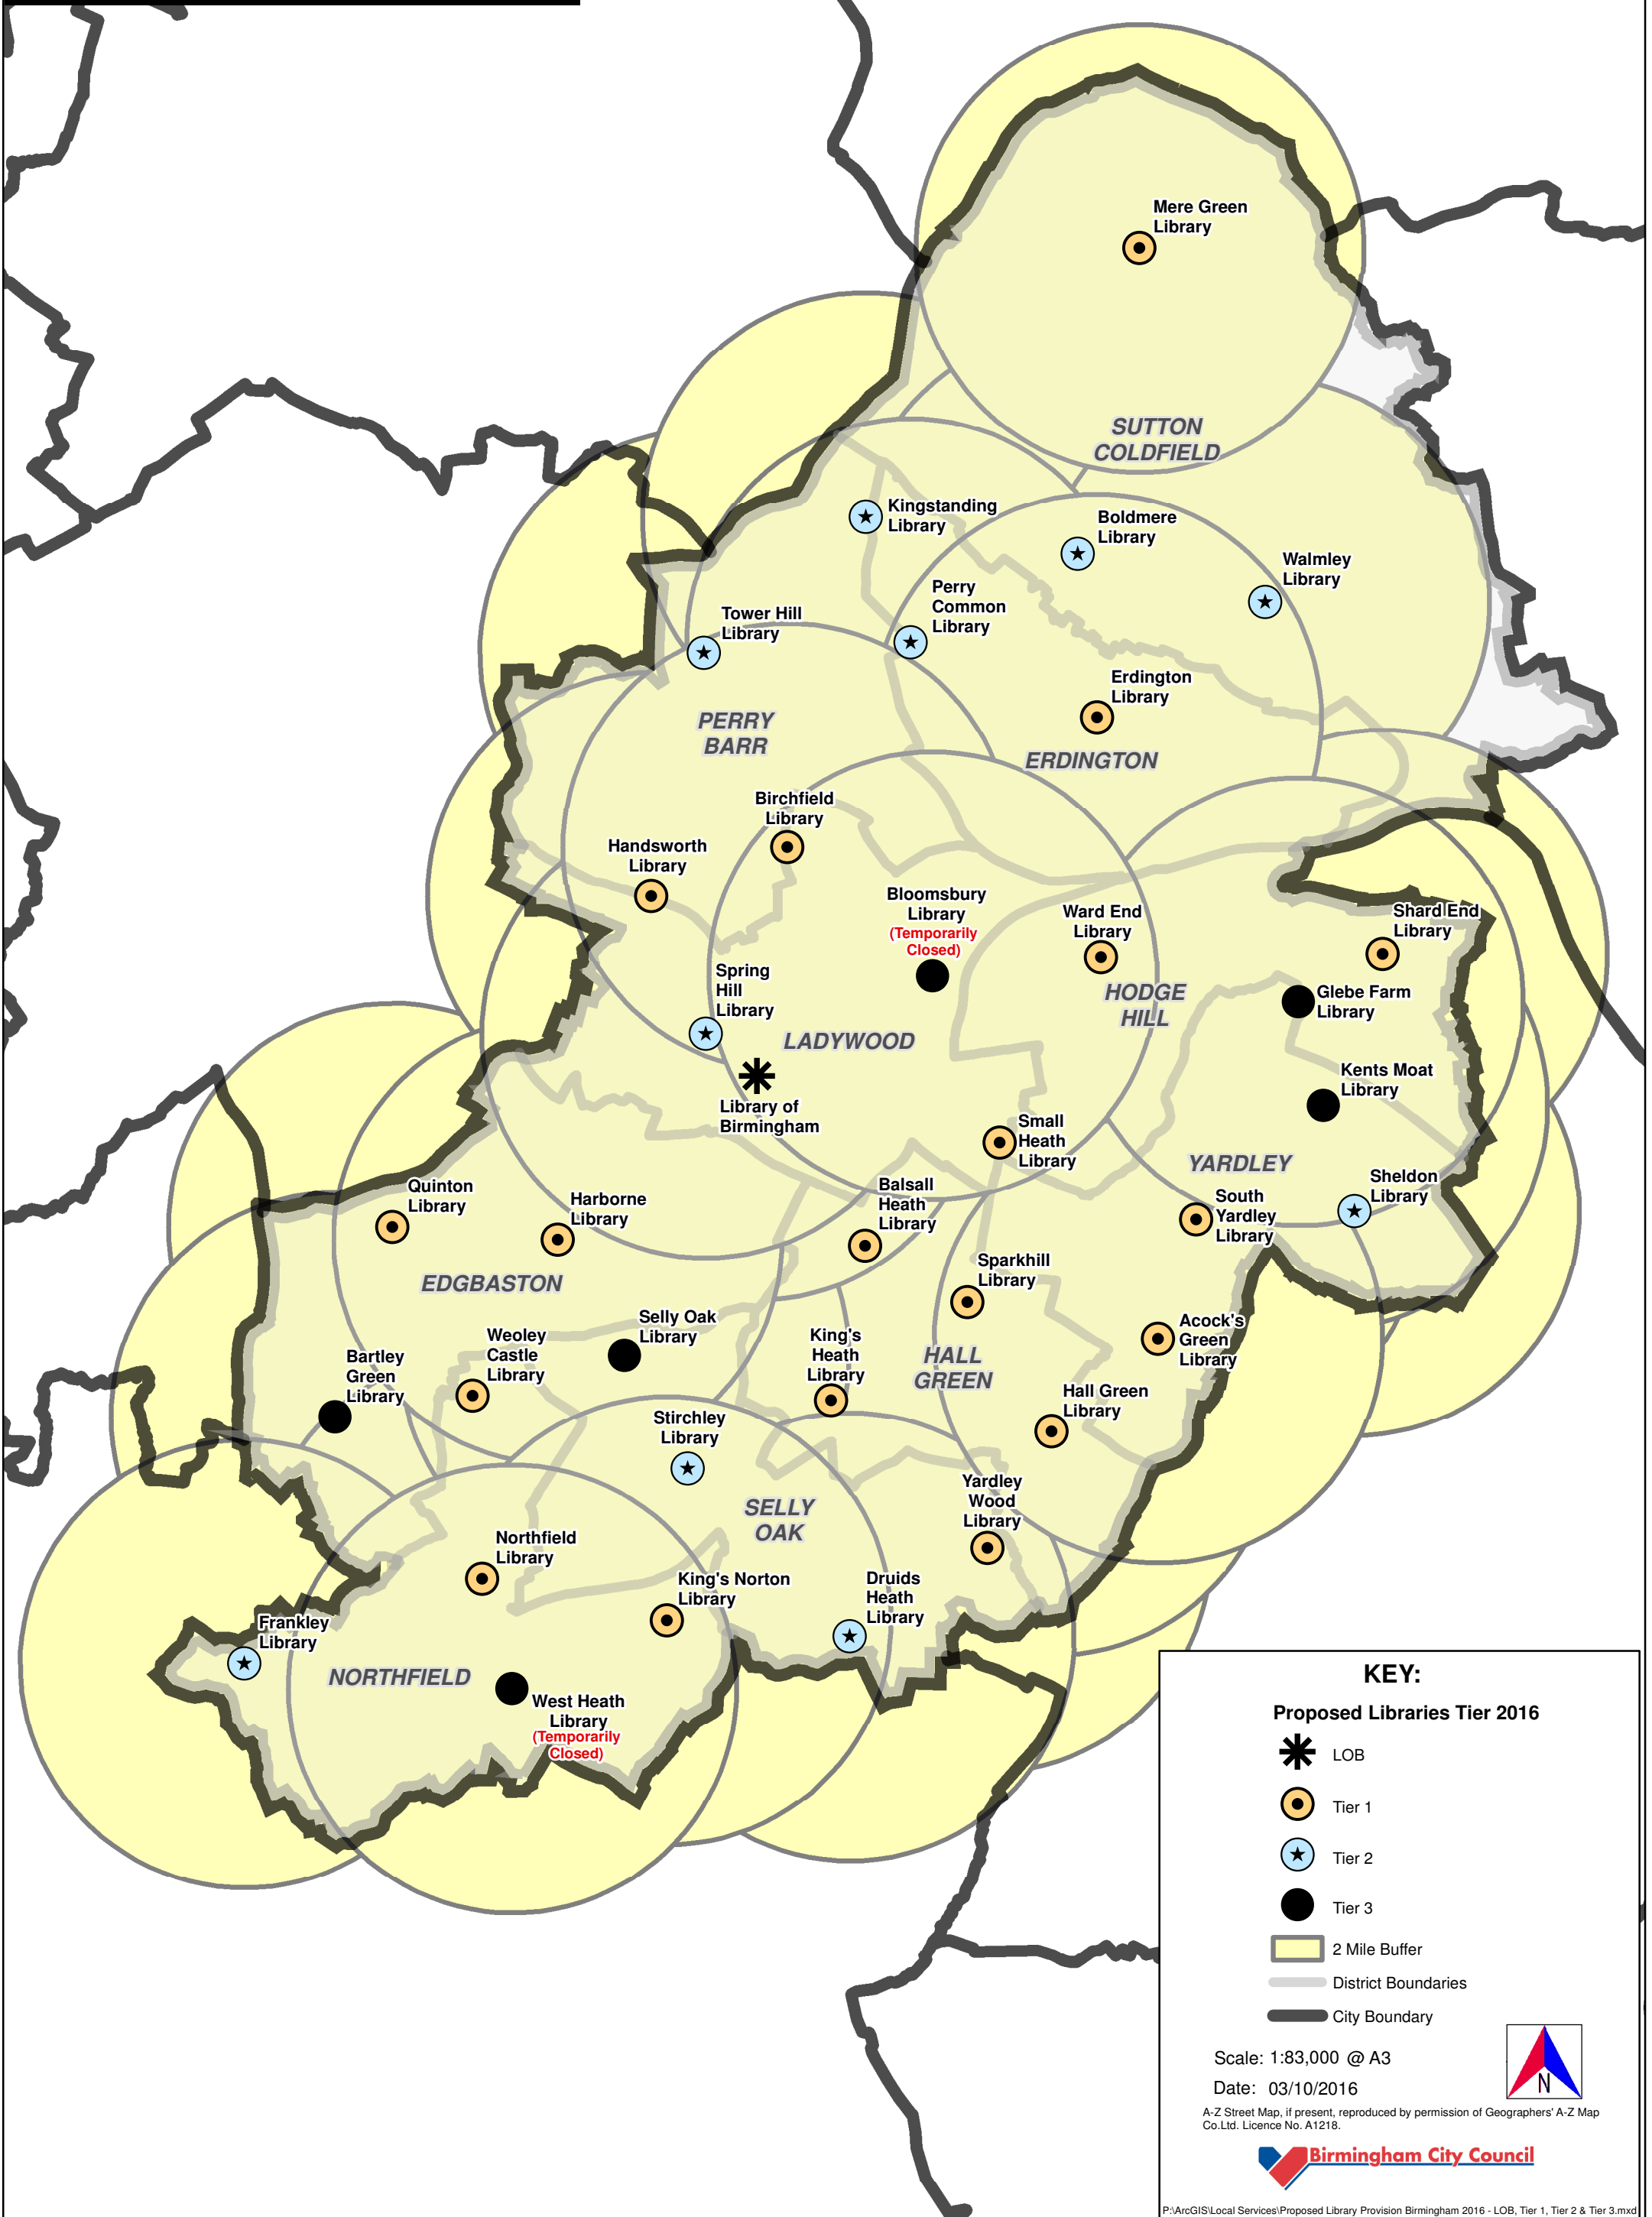 Mere Green
Library
SUTTON
COLDFIELD
Kingstanding
Library
Boldmere
Library
Walmley
Library
Perry
Common
Library
Tower Hill
Library
Erdington
Library
PERRY
BARR
ERDINGTON
Birchfield
Library
Handsworth
Library
Bloomsbury
Library
(Temporarily
Closed)
Ward End
Library
Shard End
Library
Spring
Hill
Library
HODGE
HILL
Glebe Farm
Library
LADYWOOD
Kents Moat
Library
Library of
Birmingham
Small
Heath
Library
YARDLEY
Sheldon
Library
Quinton
Library
Harborne
Library
Balsall
Heath
Library
South
Yardley
Library
EDGBASTON
Sparkhill
Library
Selly Oak
Library
Weoley
Castle
Library
King's
Heath
Library
Acock's
Green
Library
Bartley
Green
Library
HALL
GREEN
Hall Green
Library
Stirchley
Library
SELLY
OAK
Yardley
Wood
Library
Northfield
Library
King's Norton
Library
Druids
Heath
Library
Frankley
Library
NORTHFIELD
West Heath
Library
(Temporarily
Closed)
KEY:
Proposed Libraries Tier 2016
LOB
Tier 1
Tier 2
Tier 3
2 Mile Buffer
District Boundaries
City Boundary
Scale: 1:83,000 @ A3
Date: 03/10/2016
N
A-Z Street Map, if present, reproduced by permission of Geographers' A-Z Map
Co.Ltd. Licence No. A1218.
Birmingham City Council
P:\ArcGIS\Local Services\Proposed Library Provision Birmingham 2016 - LOB, Tier 1, Tier 2 & Tier 3.mxd